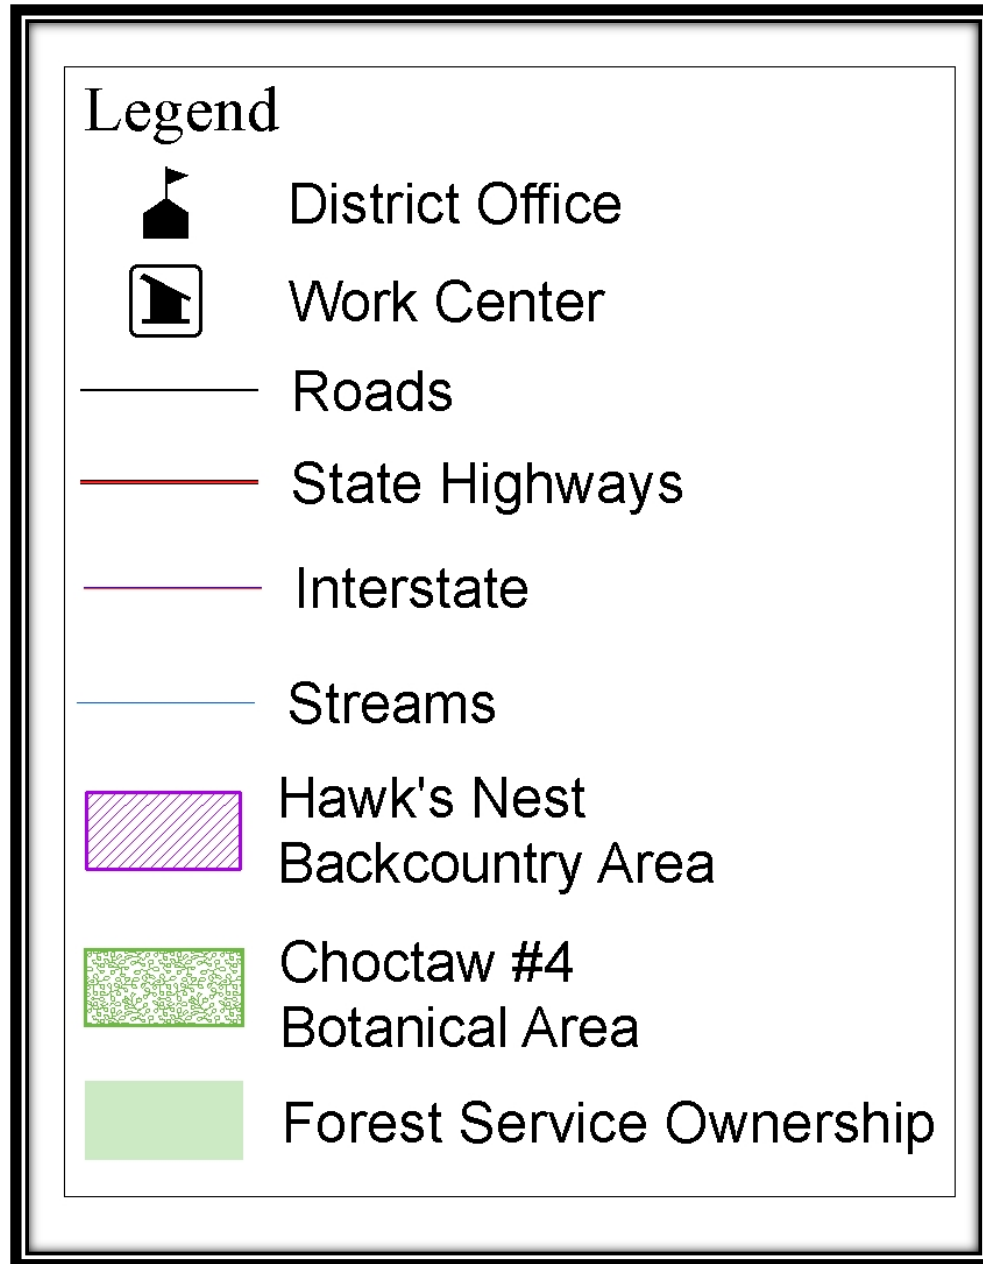 Legend
District Office
Work Center
Roads
State Highways
Interstate
Streams
Hawk's Nest
Backcountry Area
Choctaw #4
Botanical Area
Forest Service Ownership